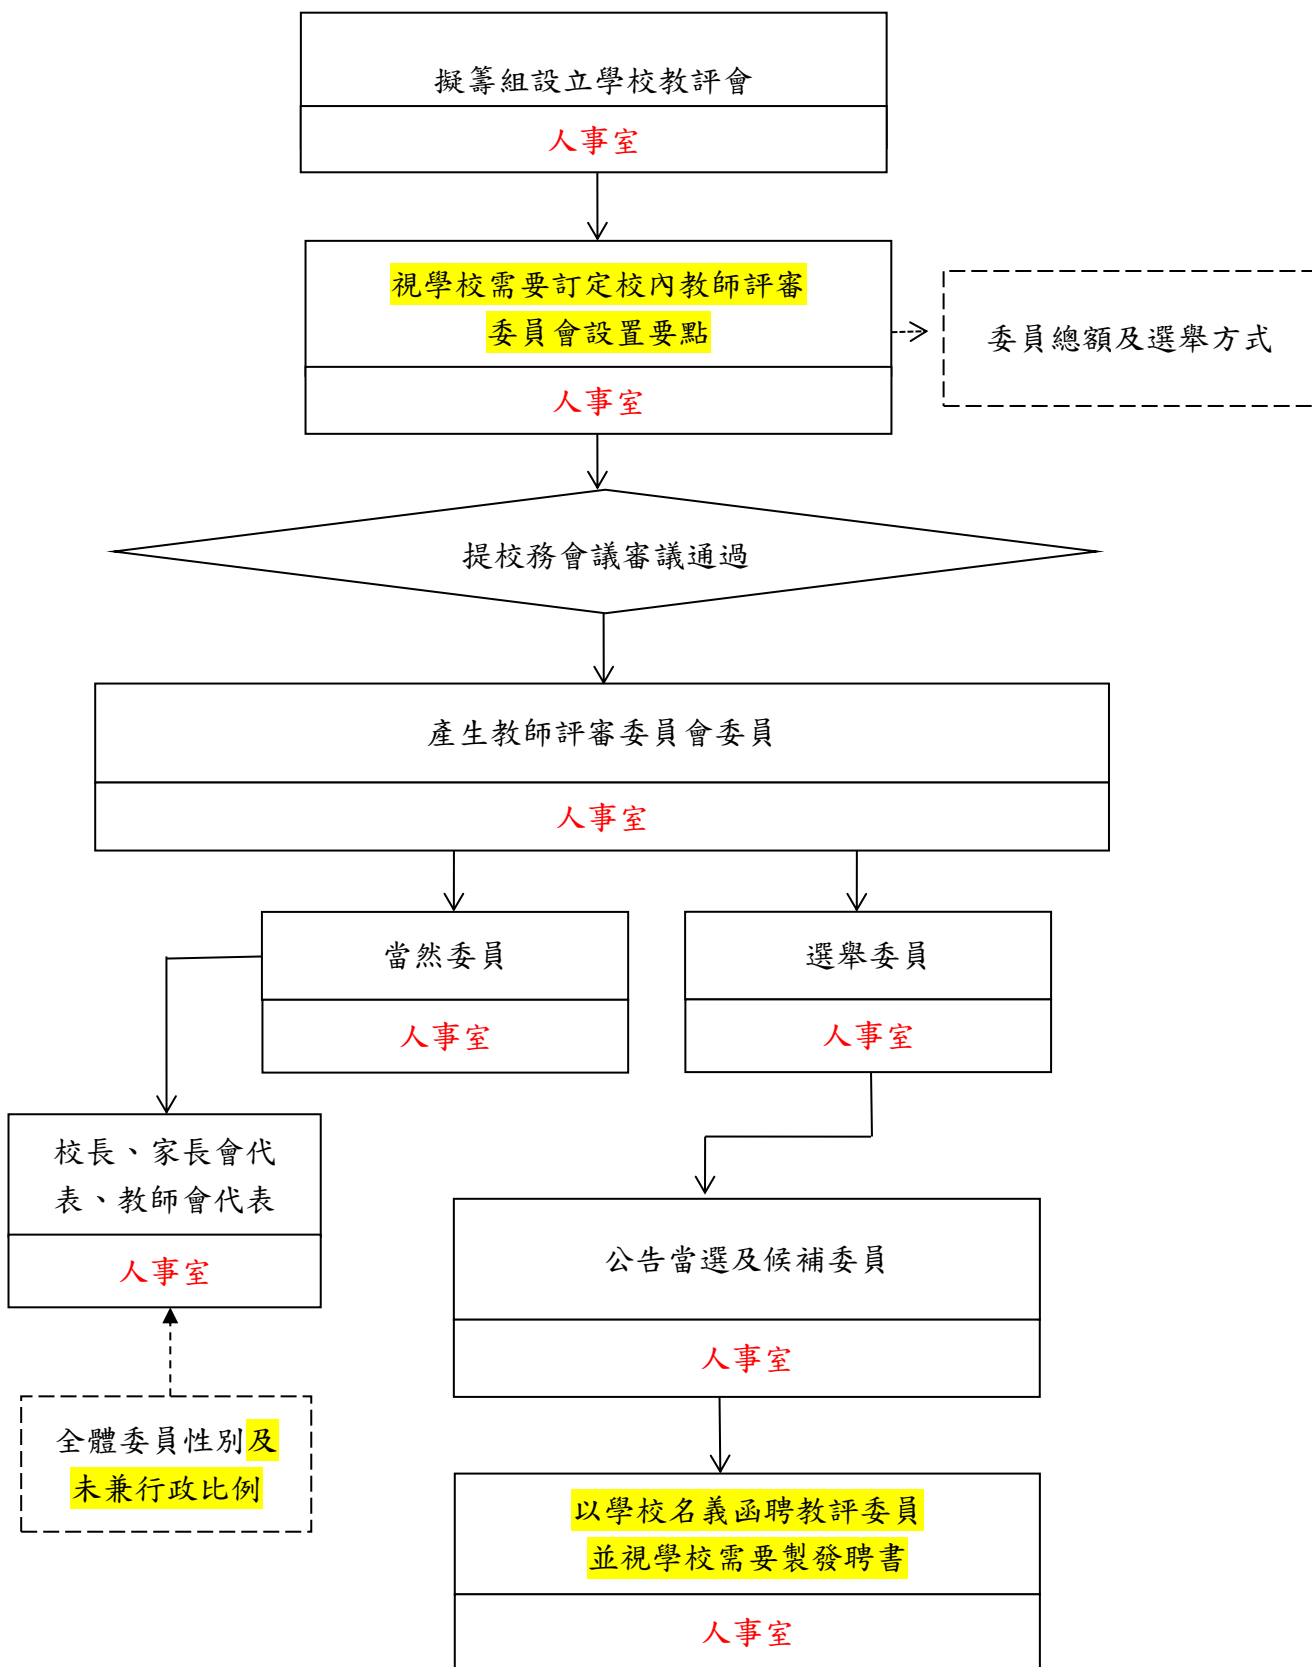 擬籌組設立學校教評會
人事室
視學校需要訂定校內教師評審
委員會設置要點
人事室
委員總額及選舉方式
提校務會議審議通過
產生教師評審委員會委員
人事室
當然委員
人事室
選舉委員
人事室
校長、家長會代
表、教師會代表
人事室
全體委員性別及
未兼行政比例
公告當選及候補委員
人事室
以學校名義函聘教評委員
並視學校需要製發聘書
人事室